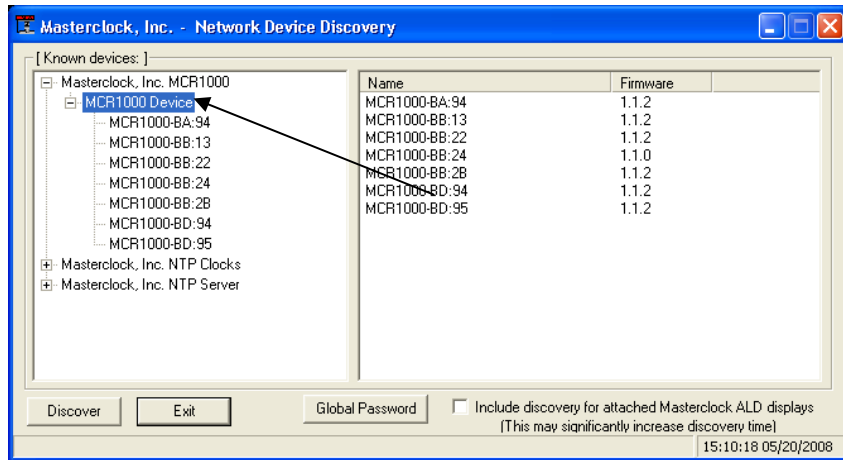 Masterclock, Inc. - Network Device Discovery
[ Known devices: ]
Masterclock, Inc. MCR1000
MCR1000 Device
MCR1000-BA:94
MCR1000-BB:13
MCR1000-BB:22
MCR1000-BB:24
MCR1000-BB:2B
MCR1000-BD:94
MCR1000-BD:95
Masterclock, Inc. NTP Clocks
Masterclock, Inc. NTP Server
Name Firmware
MCR1000-BA:94 1.1.2
MCR1000-BB:13 1.1.2
MCR1000-BB:22 1.1.2
MCR1000-BB:24 1.1.0
MCR1000-BB:2B 1.1.2
MCR1000-BD:94 1.1.2
MCR1000-BD:95 1.1.2
Discover Exit Global Password Include discovery for attached Masterclock ALD displays
(This may significantly increase discovery time)
15:10:18 05/20/2008